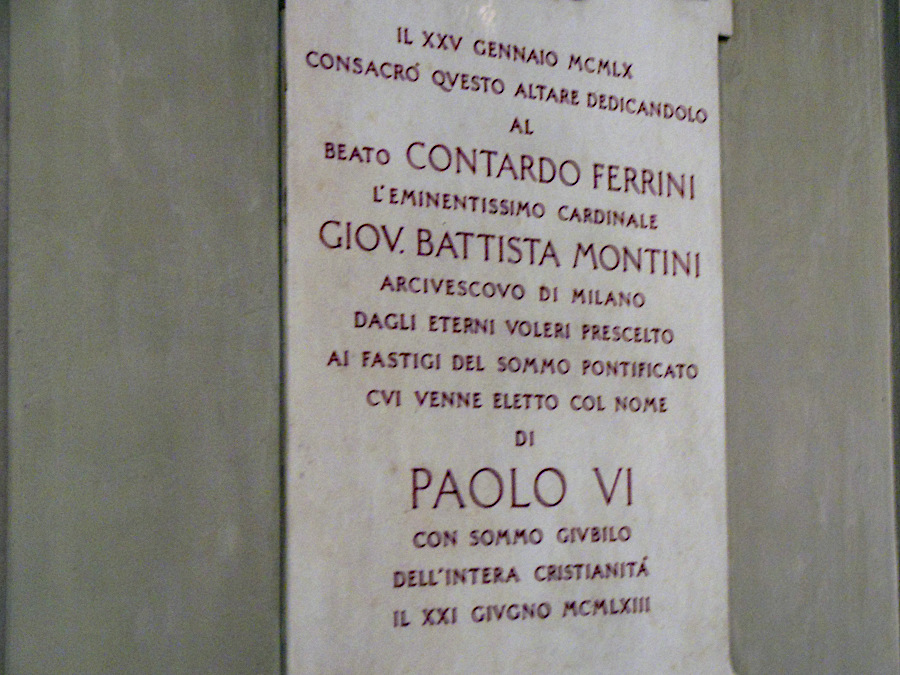 IL XXV GENNAIO MCMLX
CONSACRÓ QVESTO ALTARE DEDICANDOLO
AL
BEATO CONTARDO FERRINI
L'EMINENTISSIMO CARDINALE
GIOV. BATTISTA MONTINI
ARCIVESCOVO DI MILANO
DAGLI ETERNI VOLERI PRESCELTO
AI FASTIGI DEL SOMMO PONTIFICATO
CVI VENNE ELETTO COL NOME
DI
PAOLO VI
CON SOMMO GIVBILO
DELL'INTERA CRISTIANITÁ
IL XXI GIVGNO MCMLXIII